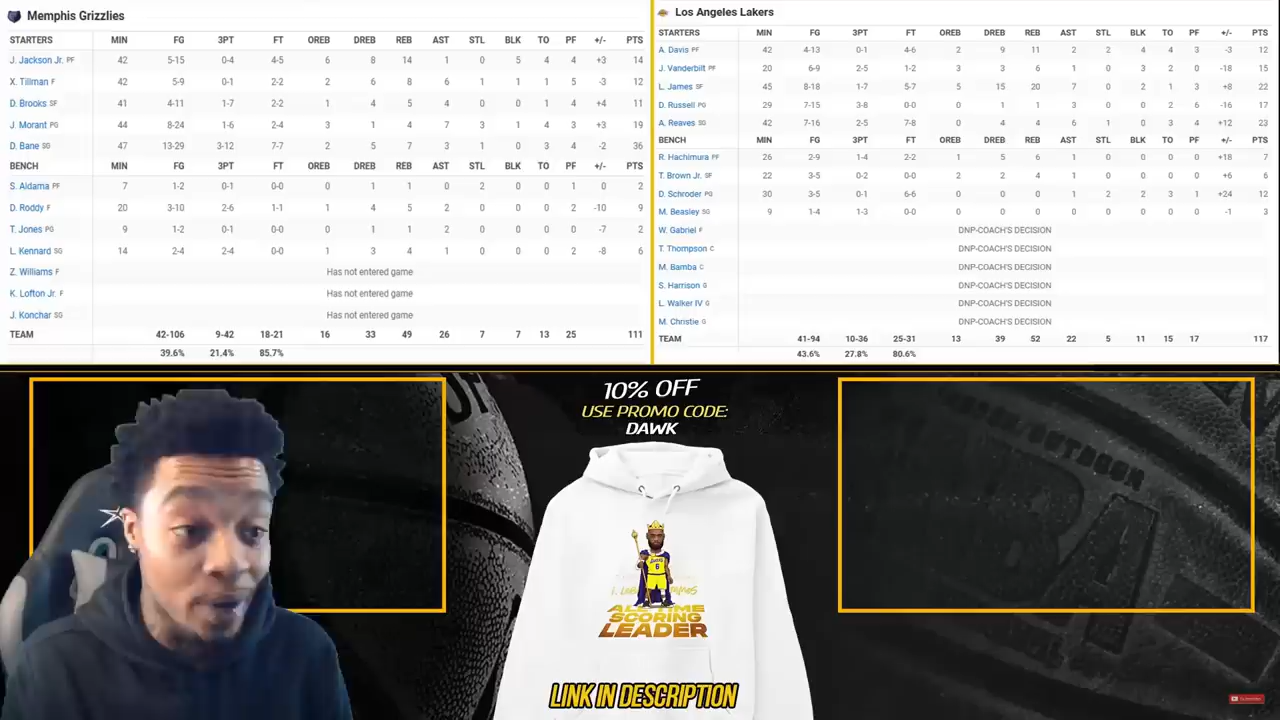 Memphis Grizzlies
STARTERS MIN FG 3PT FT OREB DREB REB AST STL BLK TO PF +/- PTS
J. Jackson Jr. PF 42 5-15 0-4 4-5 6 8 14 1 0 5 4 4 +3 14
X. Tillman F 42 5-9 0-1 2-2 2 6 8 6 1 1 1 5 -3 12
D. Brooks SF 41 4-11 1-7 2-2 1 4 5 4 0 0 1 4 +4 11
J. Morant PG 44 8-24 1-6 2-4 3 1 4 7 3 1 4 3 +3 19
D. Bane SG 47 13-29 3-12 7-7 2 5 7 3 1 0 3 4 -2 36
BENCH MIN FG 3PT FT OREB DREB REB AST STL BLK TO PF +/- PTS
S. Aldama PF 7 1-2 0-1 0-0 0 1 1 0 2 0 0 1 0 2
D. Roddy F 20 3-10 2-6 1-1 1 4 5 2 0 0 0 2 -10 9
T. Jones PG 9 1-2 0-1 0-0 0 1 1 2 0 0 0 0 -7 2
L. Kennard SG 14 2-4 2-4 0-0 1 3 4 1 0 0 0 2 -8 6
Z. Williams F Has not entered game
K. Lofton Jr. F Has not entered game
J. Konchar SG Has not entered game
TEAM 42-106 9-42 18-21 16 33 49 26 7 7 13 25 111
39.6% 21.4% 85.7%
Los Angeles Lakers
STARTERS MIN FG 3PT FT OREB DREB REB AST STL BLK TO PF +/- PTS
A. Davis PF 42 4-13 0-1 4-6 2 9 11 2 2 4 4 3 -3 12
J. Vanderbilt PF 20 6-9 2-5 1-2 3 3 6 1 0 3 2 0 -18 15
L. James SF 45 8-18 1-7 5-7 5 15 20 7 0 2 1 3 +8 22
D. Russell PG 29 7-15 3-8 0-0 0 1 1 3 0 0 2 6 -16 17
A. Reaves SG 42 7-16 2-5 7-8 0 4 4 6 1 0 3 4 +12 23
BENCH MIN FG 3PT FT OREB DREB REB AST STL BLK TO PF +/- PTS
R. Hachimura PF 26 2-9 1-4 2-2 1 5 6 1 0 0 0 0 +18 7
T. Brown Jr. SF 22 3-5 0-2 0-0 2 2 4 1 0 0 0 0 +6 6
D. Schroder PG 30 3-5 0-1 6-6 0 0 0 1 2 2 3 1 +24 12
M. Beasley SG 9 1-4 1-3 0-0 0 0 0 0 0 0 0 0 -1 3
W. Gabriel F DNP-COACH'S DECISION
T. Thompson C DNP-COACH'S DECISION
M. Bamba C DNP-COACH'S DECISION
S. Harrison G DNP-COACH'S DECISION
L. Walker IV G DNP-COACH'S DECISION
M. Christie G DNP-COACH'S DECISION
TEAM 41-94 10-36 25-31 13 39 52 22 5 11 15 17 117
43.6% 27.8% 80.6%
10% OFF
USE PROMO CODE:
DAWK
LAKERS
6
ALL TIME
SCORING
LEADER
LINK IN DESCRIPTION